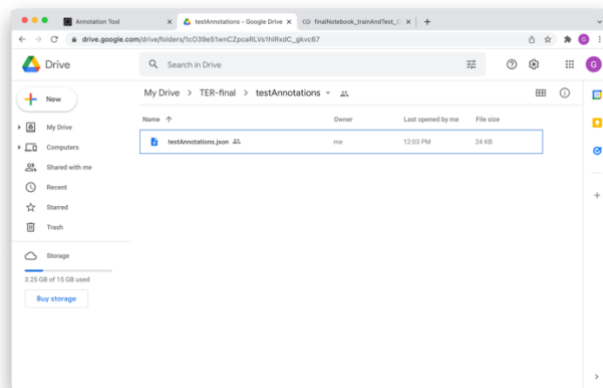 Annotation Tool
testAnnotations - Google Drive
finalNotebook_trainAndTest_C
drive.google.com/drive/folders/1cO39e51wnCZpcaRLVs1hlRxdC_gkvc67
Drive
Search in Drive
G
New
My Drive > TER-final > testAnnotations
Name
Owner
Last opened by me
File size
testAnnotations.json
me
12:03 PM
24 KB
My Drive
Computers
Shared with me
Recent
Starred
Trash
Storage
3.25 GB of 15 GB used
Buy storage